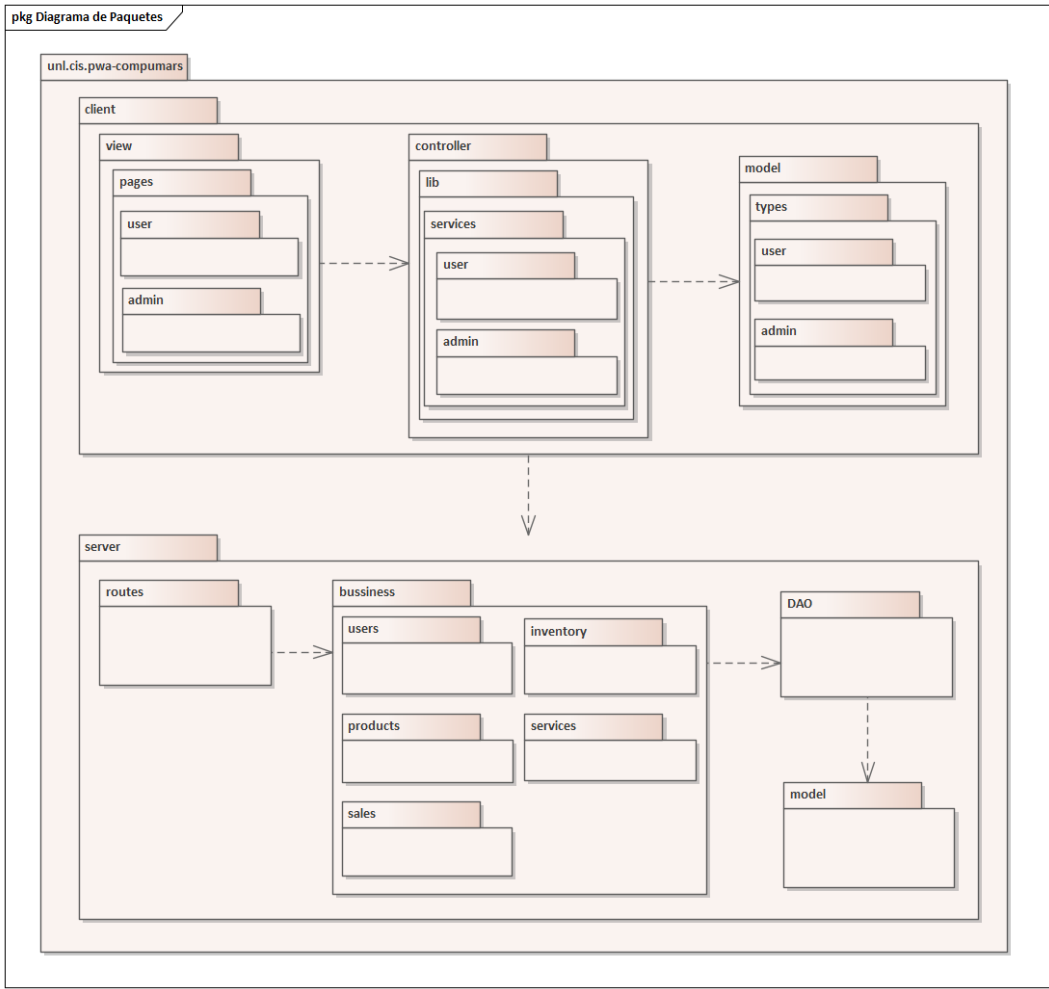 pkg Diagrama de Paquetes
unl.cis.pwa-compumars
client
view
pages
user
admin
controller
lib
services
user
admin
model
types
user
admin
server
routes
bussiness
users
inventory
products
services
sales
DAO
model